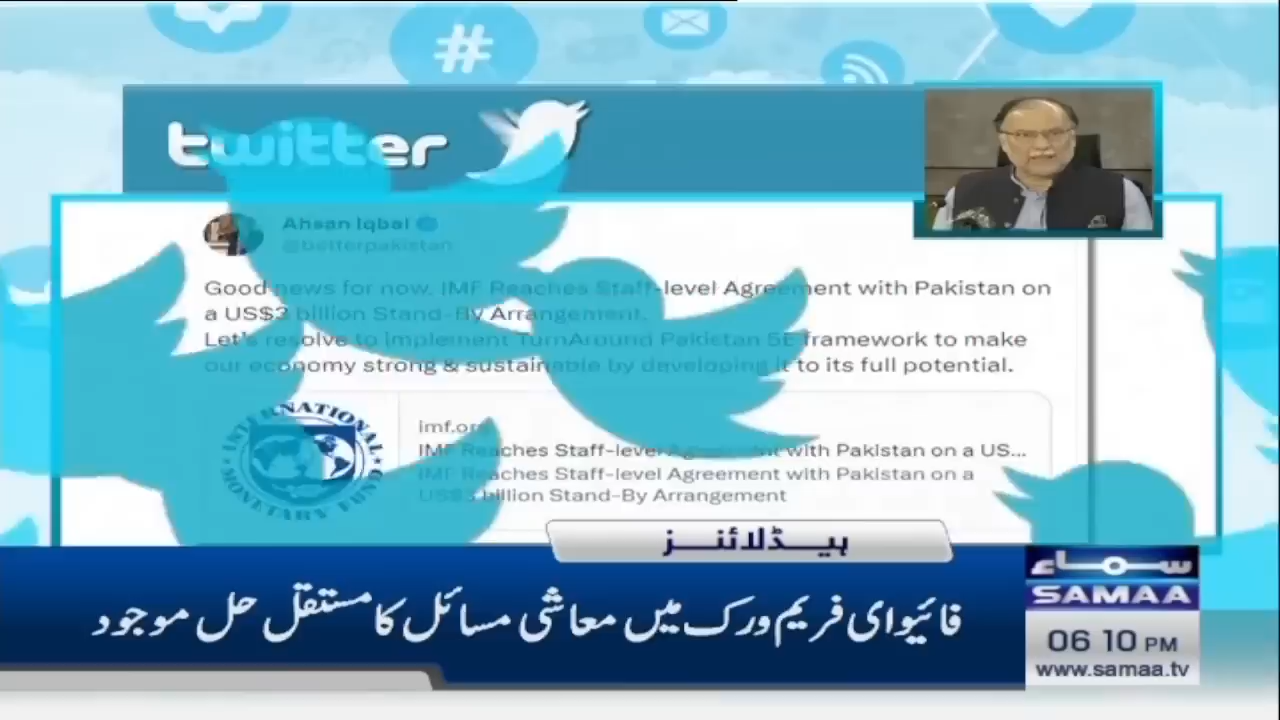 #
twitter
Ahsan Iqbal
@betterpakistan
Good news for now. IMF Reaches Staff-level Agreement with Pakistan on
a US$3 billion Stand-By Arrangement.
Let's resolve to implement TurnAround Pakistan 5E framework to make
our economy strong & sustainable by developing it to its full potential.
INTERNATIONAL MONETARY FUND
imf.org
IMF Reaches Staff-level Agreement with Pakistan on a US...
IMF Reaches Staff-level Agreement with Pakistan on a
US$3 billion Stand-By Arrangement
ہیڈلائنز
فائیو ای فریم ورک میں معاشی مسائل کا مستقل حل موجود
سماء
SAMAA
06 10 PM
www.samaa.tv